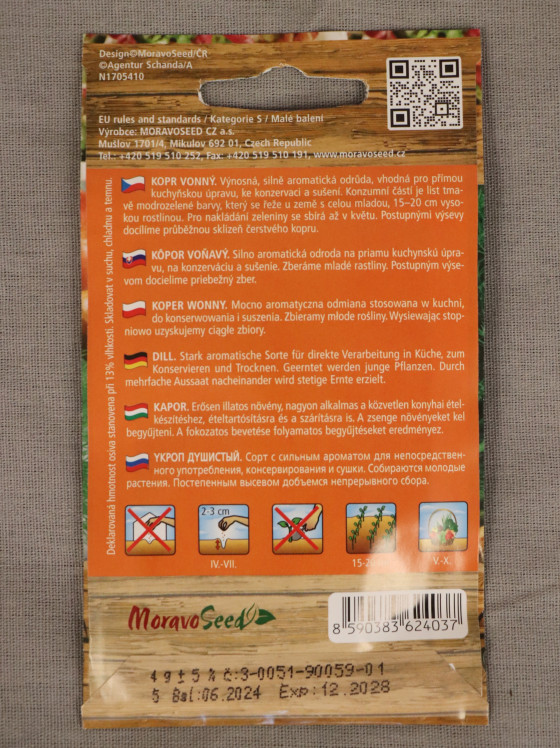 Design©MoravoSeed/ČR
©Agentur Schanda/A
N1705410
EU rules and standards / Kategorie S / Malé balení
Výrobce: MORAVOSEED CZ a.s.
Mušlov 1701/4, Mikulov 692 01, Czech Republic
Tel.: +420 519 510 252, Fax: +420 519 510 191, www.moravoseed.cz
Deklarovaná hmotnost osiva stanovena při 13% vlhkosti. Skladovat v suchu, chladnu a temnu.
KOPR VONNÝ. Výnosná, silně aromatická odrůda, vhodná pro přímou
kuchyňskou úpravu, ke konzervaci a sušení. Konzumní částí je list tma-
vě modrozelené barvy, který se řeže u země s celou mladou, 15–20 cm vyso-
kou rostlinou. Pro nakládání zeleniny se sbírá až v květu. Postupnými výsevy
docílíme průběžnou sklizeň čerstvého kopru.
KÔPOR VOŇAVÝ. Silno aromatická odroda na priamu kuchynskú úpra-
vu, na konzerváciu a sušenie. Zberáme mladé rastliny. Postupným výse-
vom docielime priebežný zber.
KOPER WONNY. Mocno aromatyczna odmiana stosowana w kuchni,
do konserwowania i suszenia. Zbieramy młode rośliny. Wysiewając stop-
niowo uzyskujemy ciągłe zbiory.
DILL. Stark aromatische Sorte für direkte Verarbeitung in Küche, zum
Konservieren und Trocknen. Geerntet werden junge Pflanzen. Durch
mehrfache Aussaat nacheinander wird stetige Ernte erzielt.
KAPOR. Erősen illatos növény, nagyon alkalmas a közvetlen konyhai étel-
készítéshez, ételtartósításra és a szárításra is. A zsenge növényeket kel
begyűjteni. A fokozatos bevetése folyamatos begyűjtéseket eredményez.
УКРОП ДУШИСТЫЙ. Сорт с сильным ароматом для непосредствен-
ного употребления, консервирования и сушки. Собираются молодые
растения. Постепенным высевом добъемся непрерывного сбора.
2-3 cm
IV.-VII.
V.-X.
MoravoSeed
8 590383 624037
4 g ± 5 % č:3-0051-90059-01
5 Bal:06.2024 Exp:12.2028